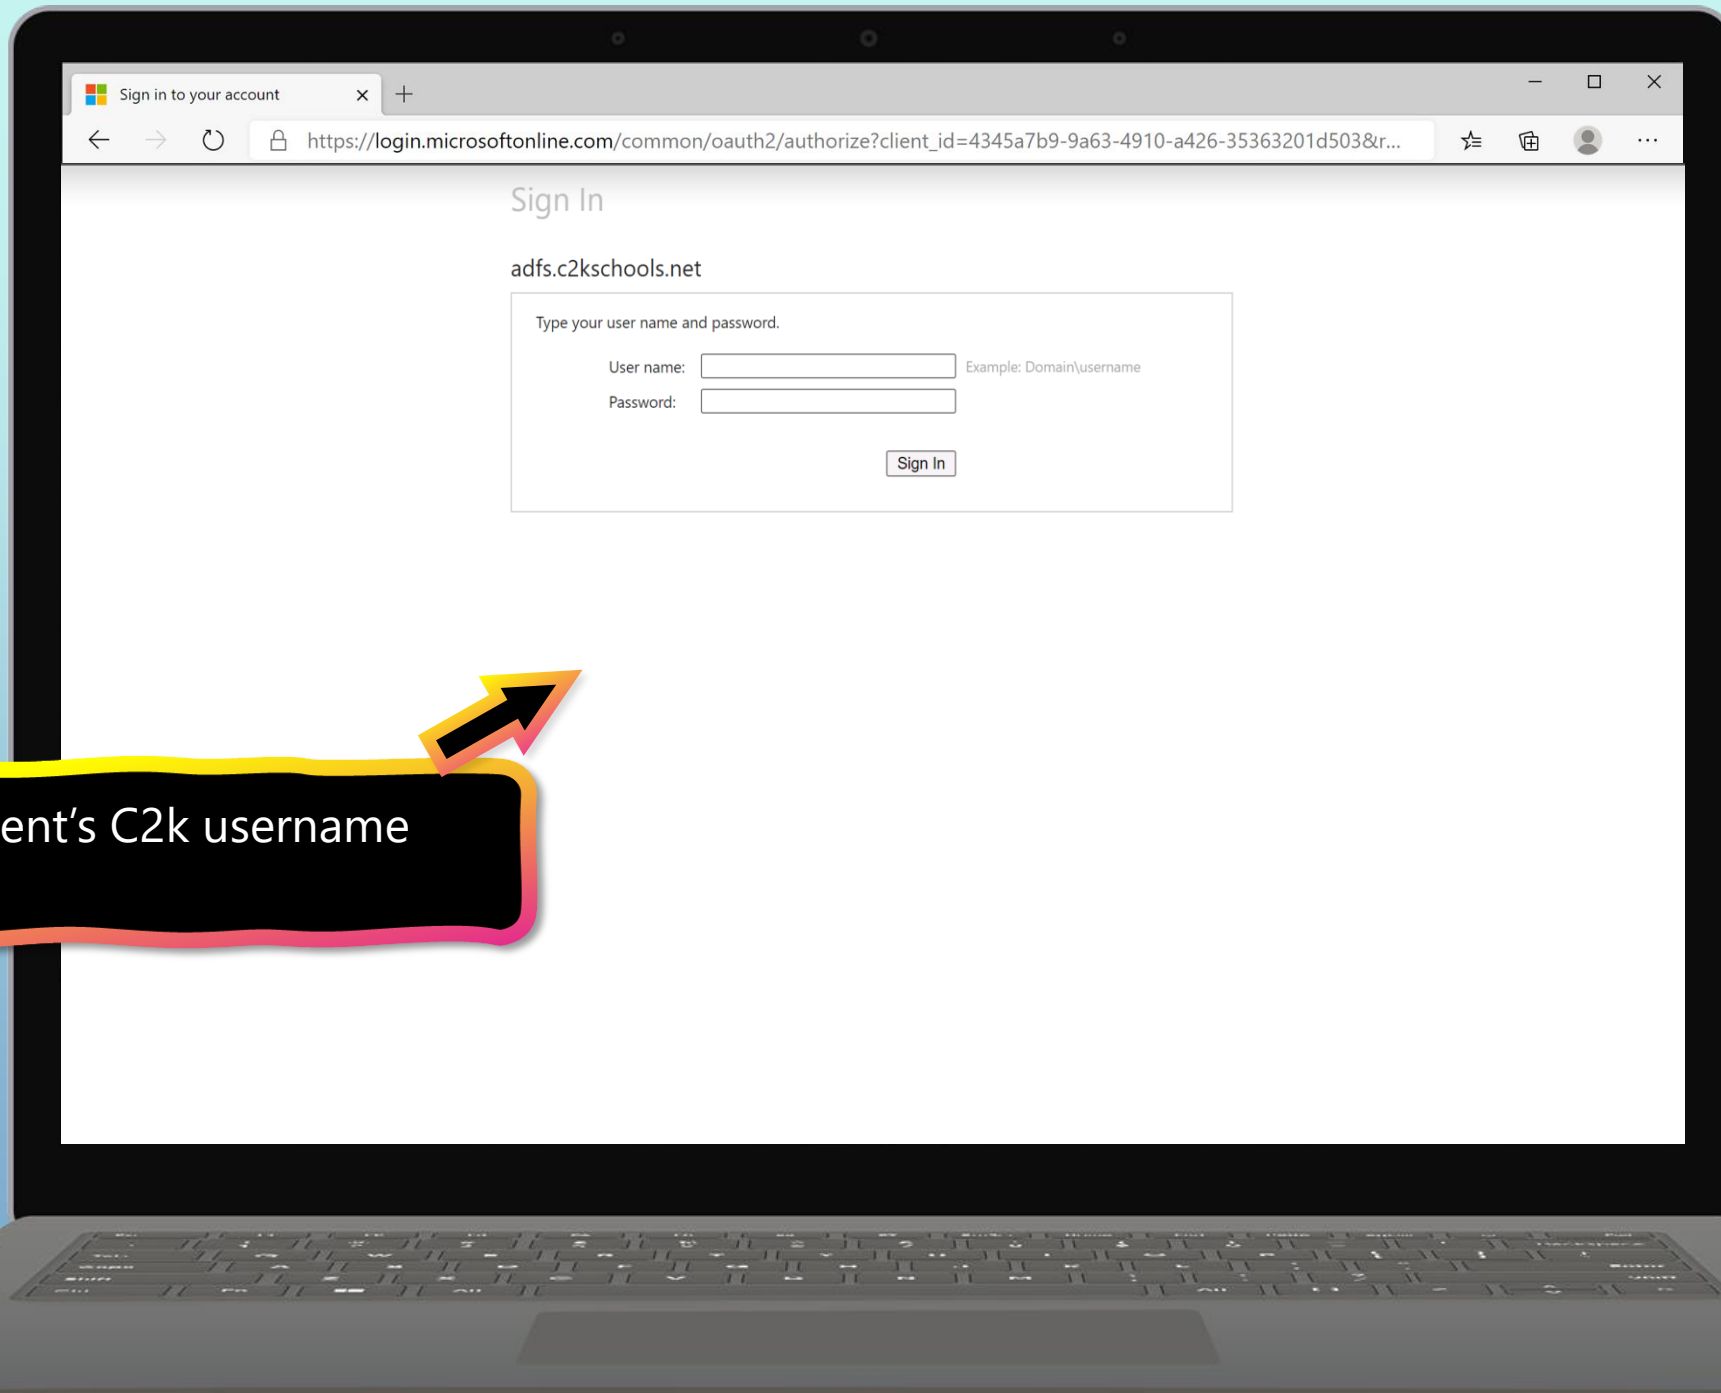 Sign in to your account
https://login.microsoftonline.com/common/oauth2/authorize?client_id=4345a7b9-9a63-4910-a426-35363201d503&r...
Sign In
adfs.c2kschools.net
Type your user name and password.
User name: Example: Domain\username
Password:
Sign In
ent’s C2k username